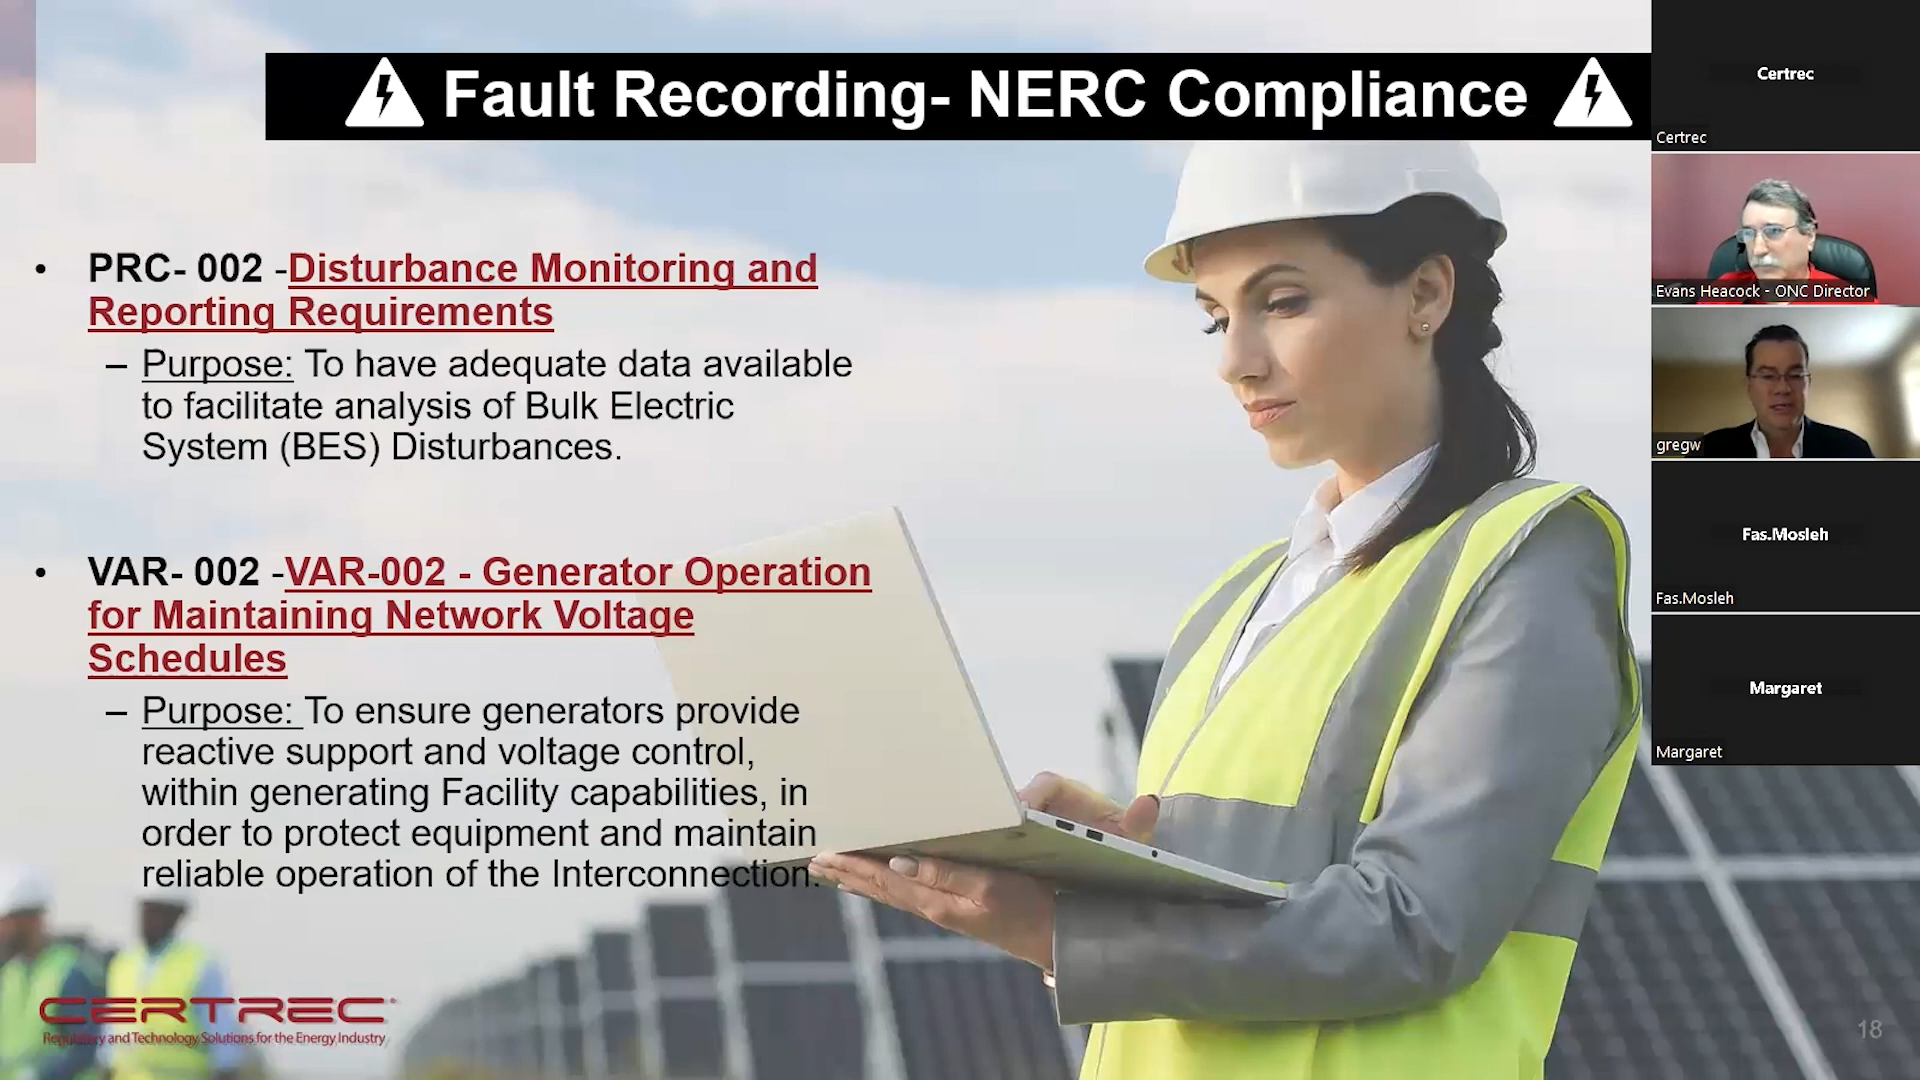 Fault Recording- NERC Compliance
• PRC- 002 -Disturbance Monitoring and
Reporting Requirements
– Purpose: To have adequate data available
to facilitate analysis of Bulk Electric
System (BES) Disturbances.
• VAR- 002 -VAR-002 - Generator Operation
for Maintaining Network Voltage
Schedules
– Purpose: To ensure generators provide
reactive support and voltage control,
within generating Facility capabilities, in
order to protect equipment and maintain
reliable operation of the Interconnection.
CERTREC
Regulatory and Technology Solutions for the Energy Industry
18
Certrec
Certrec
Evans Heacock - ONC Director
gregw
Fas.Mosleh
Fas.Mosleh
Margaret
Margaret